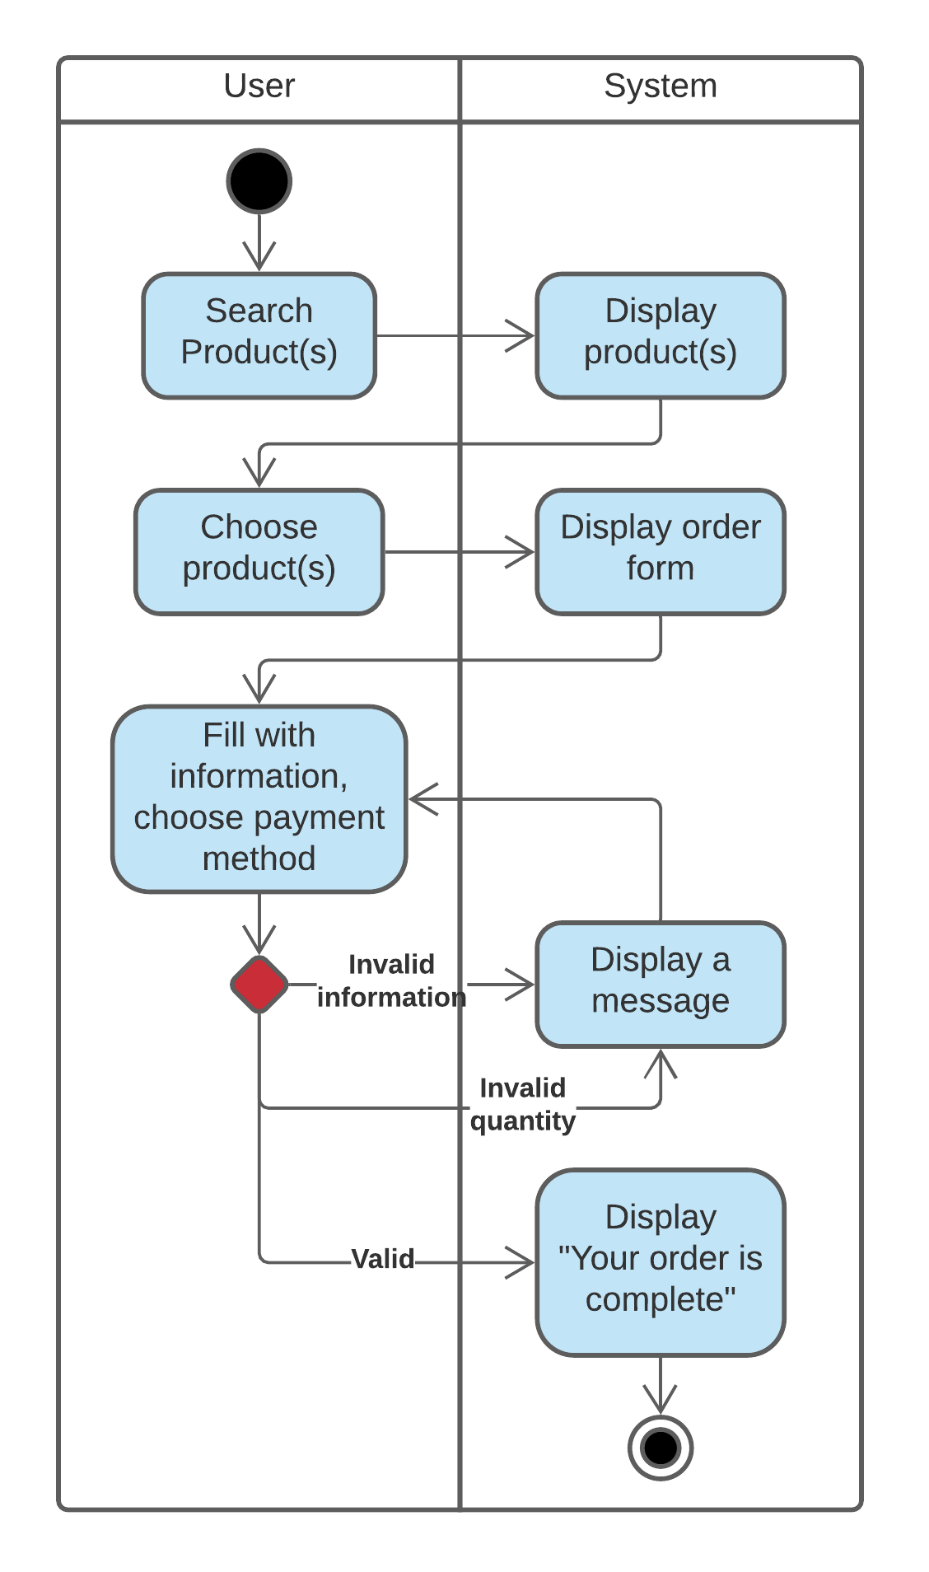 User
System
Search
Product(s)
Display
product(s)
Choose
product(s)
Display order
form
Fill with
information,
choose payment
method
Invalid
information
Display a
message
Invalid
quantity
Valid
Display
"Your order is
complete"